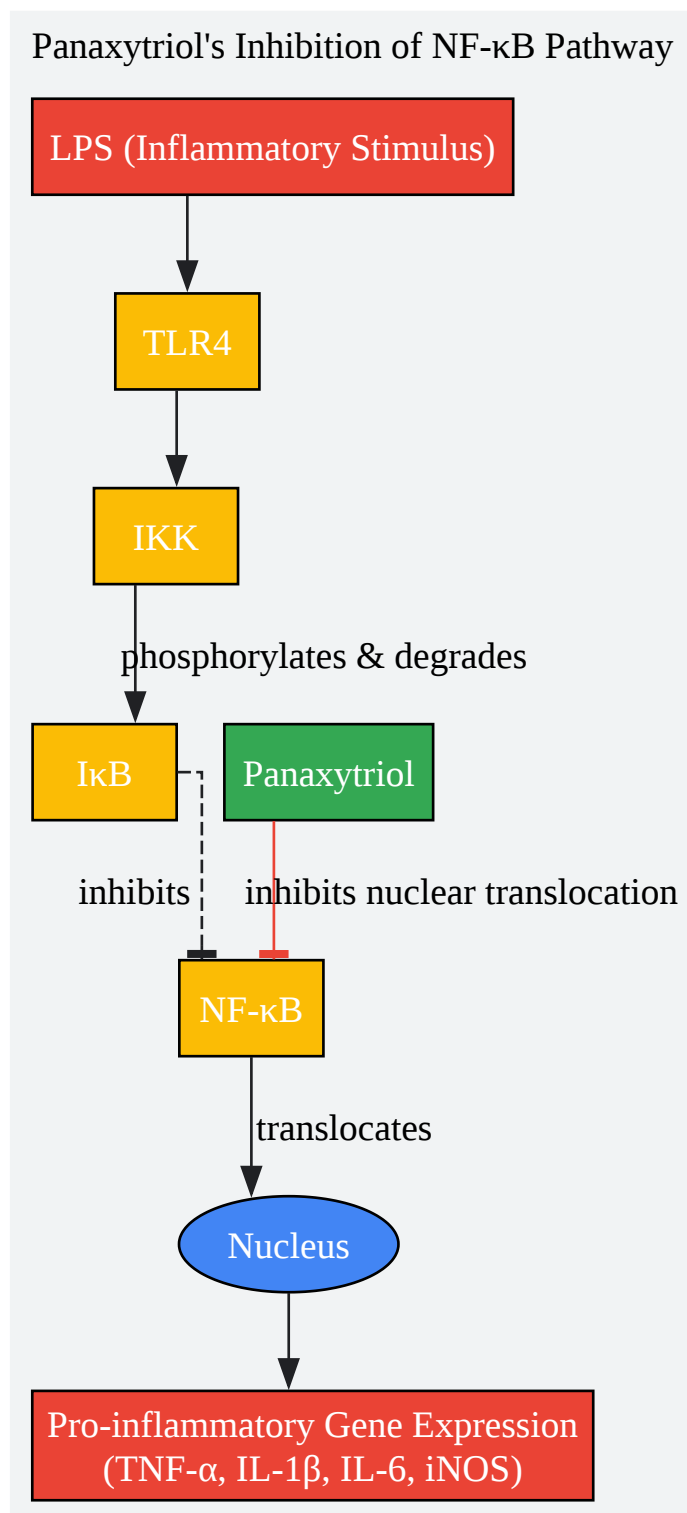 Panaxytriol's Inhibition of NF-κB Pathway
LPS (Inflammatory Stimulus)
TLR4
IKK
phosphorylates & degrades
IκB
Panaxytriol
inhibits
inhibits nuclear translocation
NF-κB
translocates
Nucleus
Pro-inflammatory Gene Expression
(TNF-α, IL-1β, IL-6, iNOS)